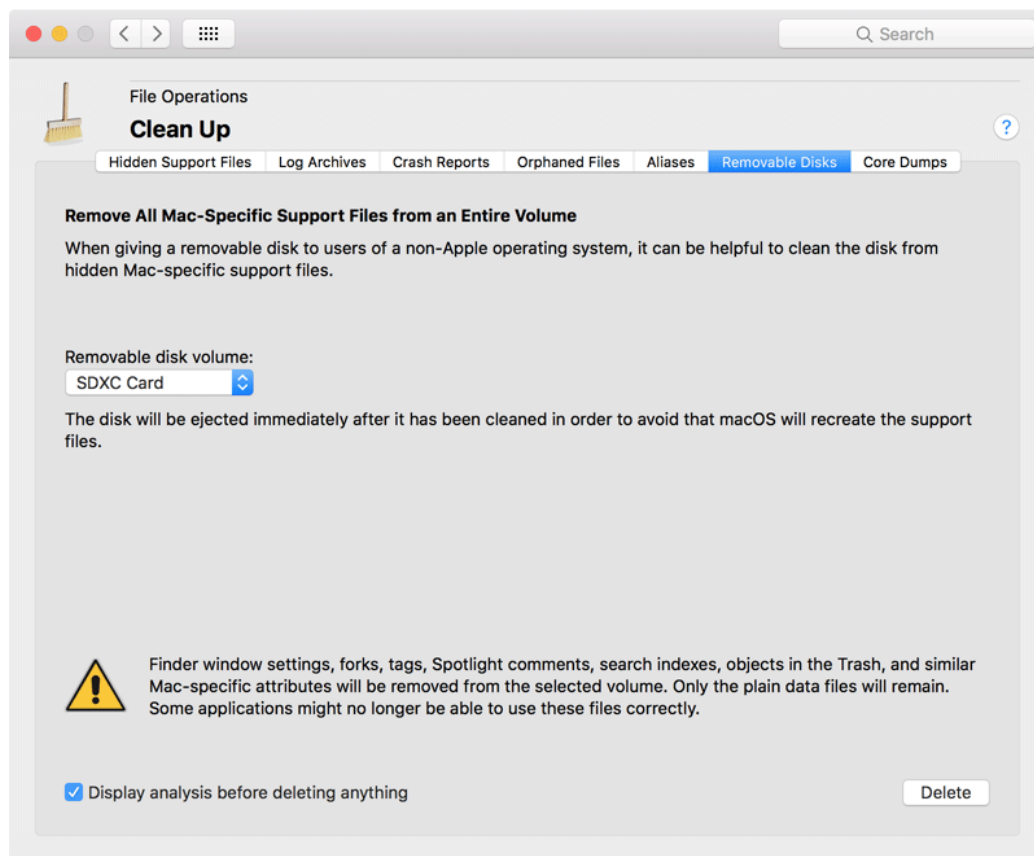 Search
File Operations
Clean Up
?
Hidden Support Files Log Archives Crash Reports Orphaned Files Aliases Removable Disks Core Dumps
Remove All Mac-Specific Support Files from an Entire Volume
When giving a removable disk to users of a non-Apple operating system, it can be helpful to clean the disk from
hidden Mac-specific support files.
Removable disk volume:
SDXC Card
The disk will be ejected immediately after it has been cleaned in order to avoid that macOS will recreate the support
files.
Finder window settings, forks, tags, Spotlight comments, search indexes, objects in the Trash, and similar
Mac-specific attributes will be removed from the selected volume. Only the plain data files will remain.
Some applications might no longer be able to use these files correctly.
Display analysis before deleting anything
Delete